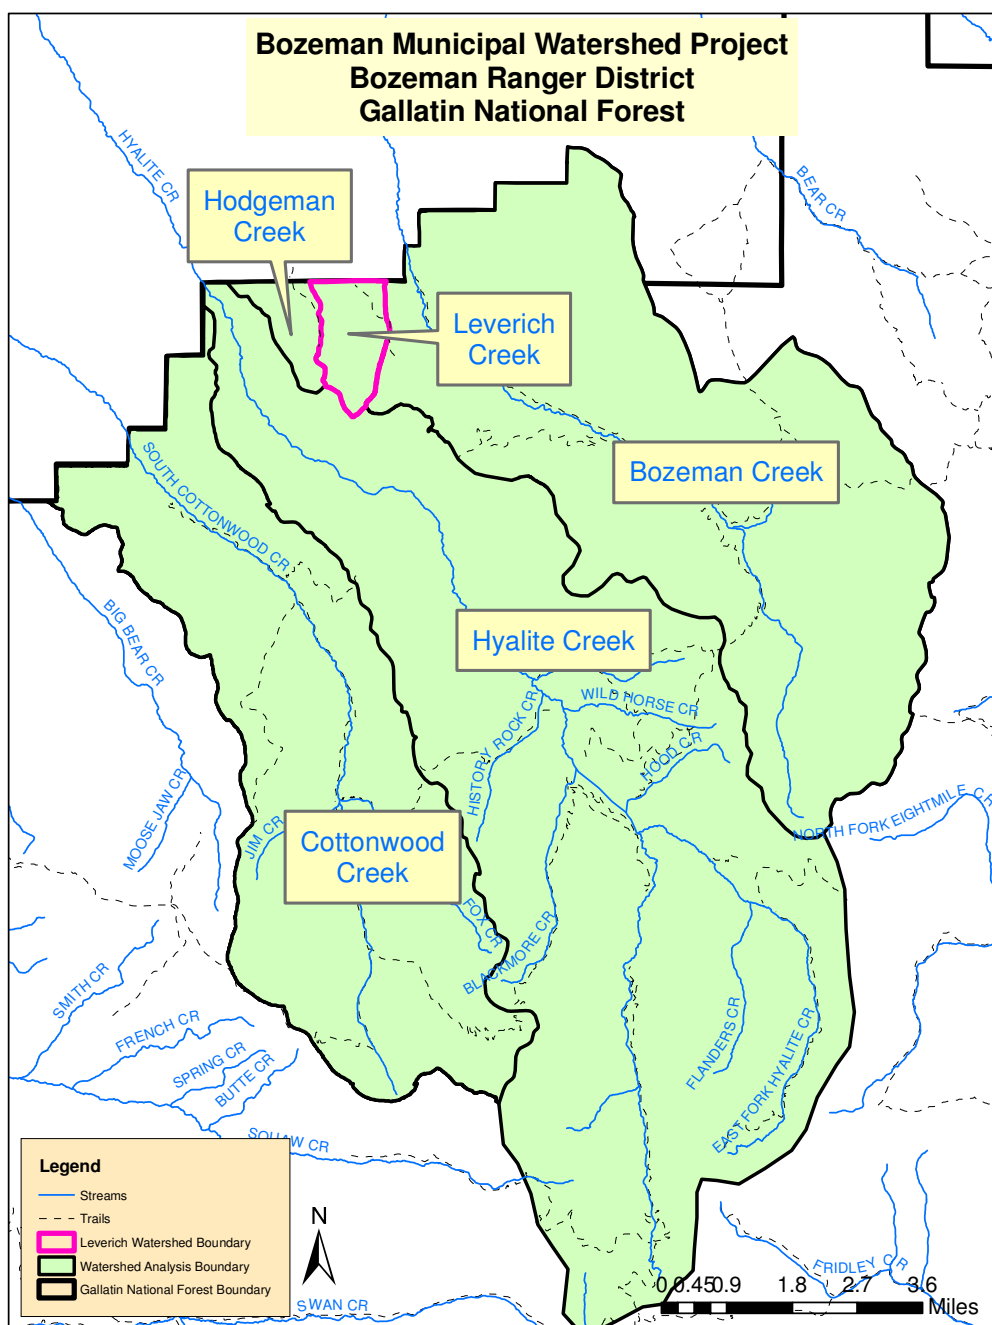 Bozeman Municipal Watershed Project
Bozeman Ranger District
Gallatin National Forest
HYALITE CR
BEAR CR
Hodgeman
Creek
Leverich
Creek
SOUTH COTTONWOOD CR
Bozeman Creek
BIG BEAR CR
Hyalite Creek
WILD HORSE CR
HISTORY ROCK CR
HOOD CR
MOOSE JAW CR
JIM CR
NORTH FORK EIGHTMILE CR
Cottonwood
Creek
FOX CR
BLACKMORE CR
SMITH CR
FRENCH CR
SPRING CR
BUTTE CR
FLANDERS CR
EAST FORK HYALITE CR
SQUAW CR
Legend
Streams
Trails
Leverich Watershed Boundary
Watershed Analysis Boundary
Gallatin National Forest Boundary
N
SWAN CR
FRIDLEY CR
0 0.45 0.9 1.8 2.7 3.6
Miles